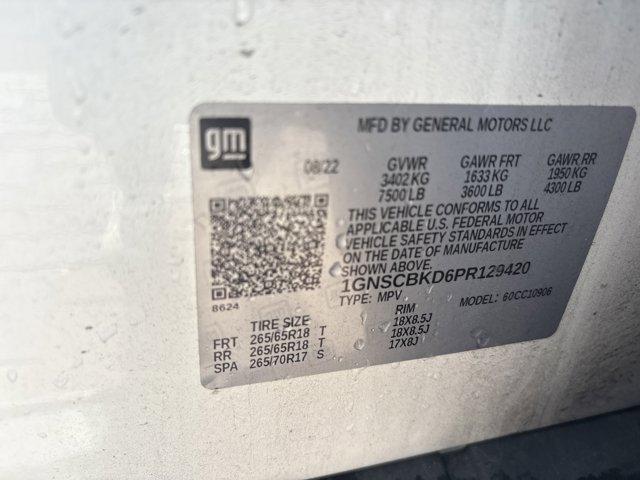 gm
MFD BY GENERAL MOTORS LLC
08/22 GVWR GAWR FRT GAWR RR
3402 KG 1633 KG 1950 KG
7500 LB 3600 LB 4300 LB
THIS VEHICLE CONFORMS TO ALL
APPLICABLE U.S. FEDERAL MOTOR
VEHICLE SAFETY STANDARDS IN EFFECT
ON THE DATE OF MANUFACTURE
SHOWN ABOVE.
1GNSCBKD6PR129420
8624
TYPE: MPV MODEL: 60CC10906
TIRE SIZE RIM
FRT 265/65R18 T 18X8.5J
RR 265/65R18 T 18X8.5J
SPA 265/70R17 S 17X8J